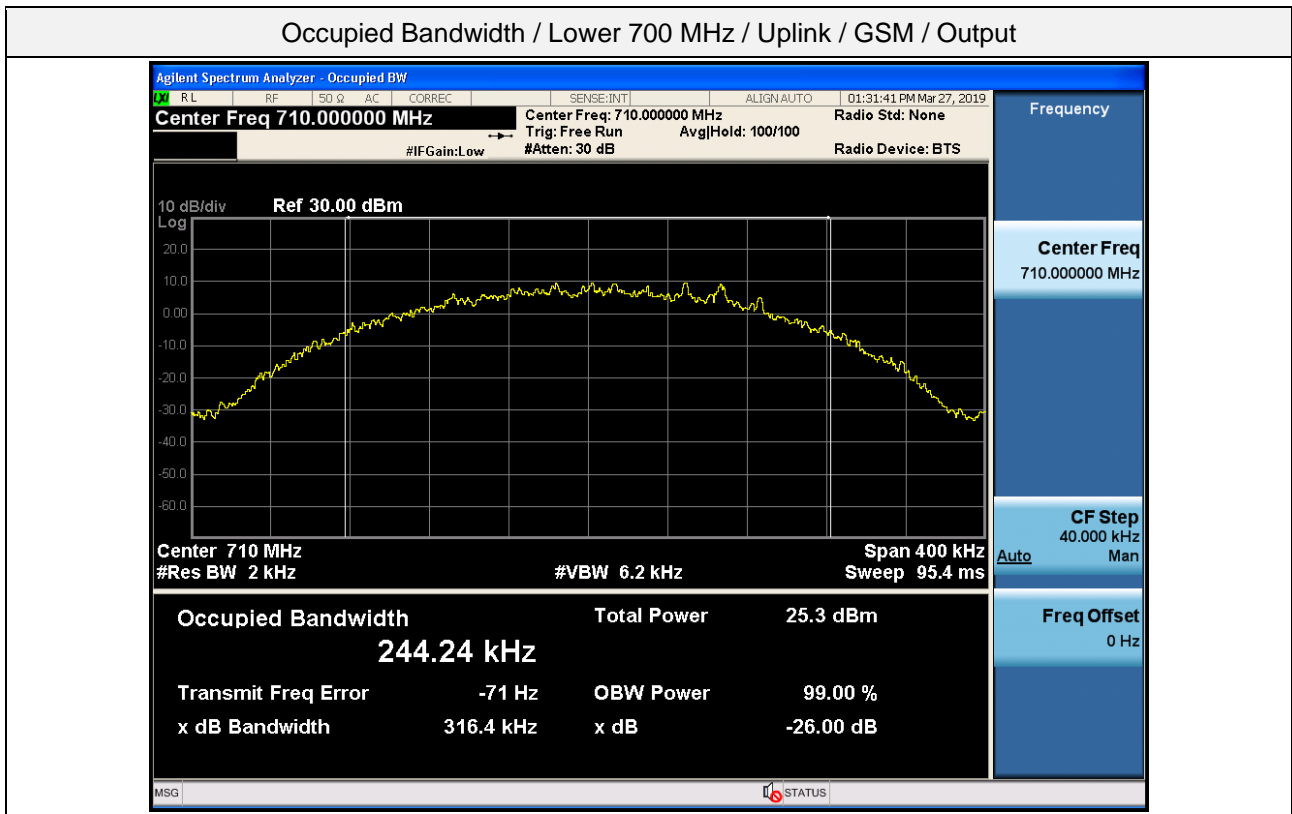 Occupied Bandwidth / Lower 700 MHz / Uplink / GSM / Output
Agilent Spectrum Analyzer - Occupied BW
LXI RL RF 50 Ω AC CORREC SENSE:INT ALIGN AUTO 01:31:41 PM Mar 27, 2019
Center Freq 710.000000 MHz Center Freq: 710.000000 MHz Radio Std: None
Trig: Free Run Avg|Hold: 100/100
#IFGain:Low #Atten: 30 dB Radio Device: BTS
10 dB/div Ref 30.00 dBm
Log
20.0
10.0
0.00
-10.0
-20.0
-30.0
-40.0
-50.0
-60.0
Center 710 MHz Span 400 kHz
#Res BW 2 kHz #VBW 6.2 kHz Sweep 95.4 ms
Occupied Bandwidth Total Power 25.3 dBm
244.24 kHz
Transmit Freq Error -71 Hz OBW Power 99.00 %
x dB Bandwidth 316.4 kHz x dB -26.00 dB
MSG STATUS
Frequency
Center Freq
710.000000 MHz
CF Step
40.000 kHz
Auto Man
Freq Offset
0 Hz